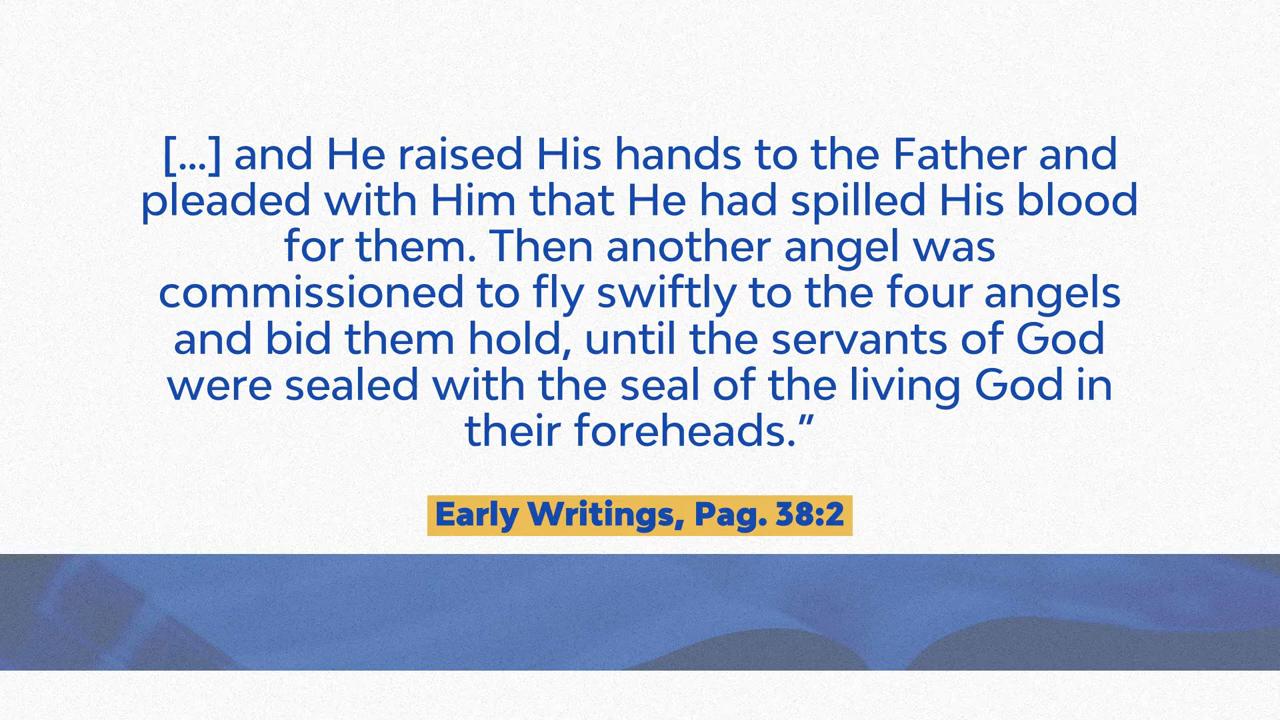 [...] and He raised His hands to the Father and
pleaded with Him that He had spilled His blood
for them. Then another angel was
commissioned to fly swiftly to the four angels
and bid them hold, until the servants of God
were sealed with the seal of the living God in
their foreheads.”
Early Writings, Pag. 38:2